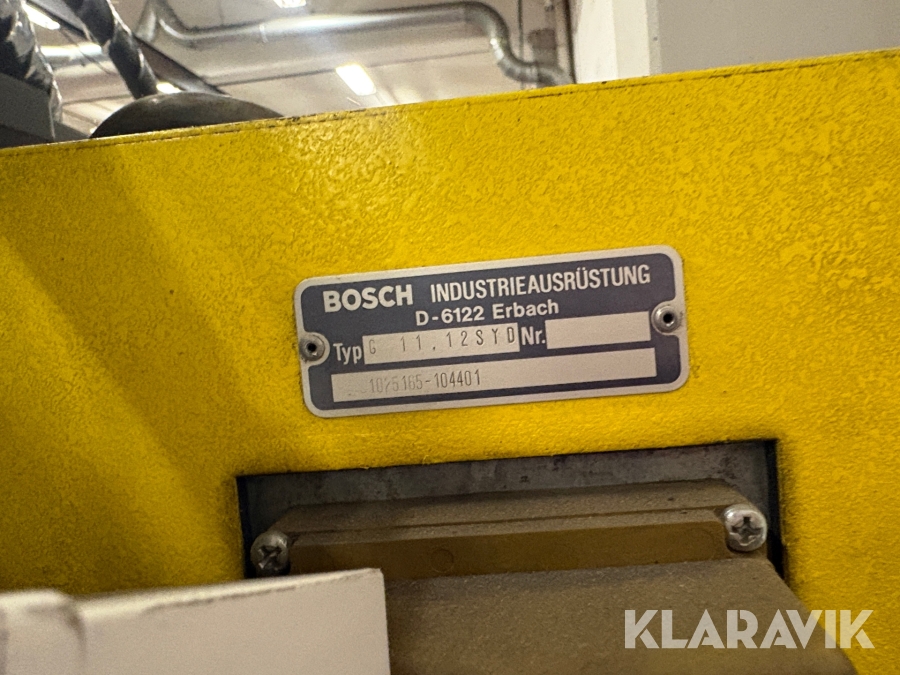 BOSCH INDUSTRIEAUSRÜSTUNG
D-6122 Erbach
Typ G 11.12SYD Nr.
1025165-104401
KLARAVIK